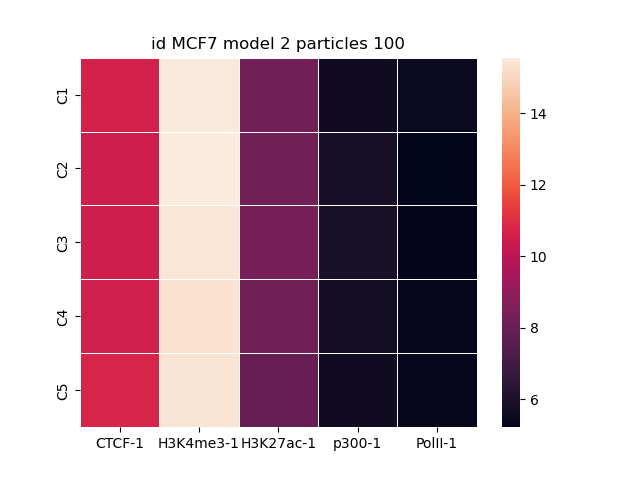 id MCF7 model 2 particles 100
C1
C2
C3
C4
C5
CTCF-1 H3K4me3-1 H3K27ac-1 p300-1 PolII-1
14
12
10
8
6